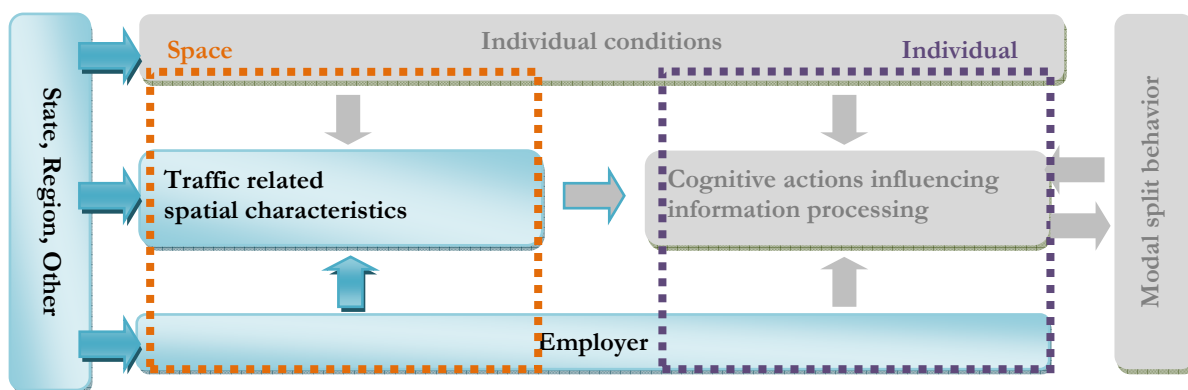 State, Region, Other
Individual conditions
Space
Individual
Traffic related
spatial characteristics
Cognitive actions influencing
information processing
Employer
Modal split behavior